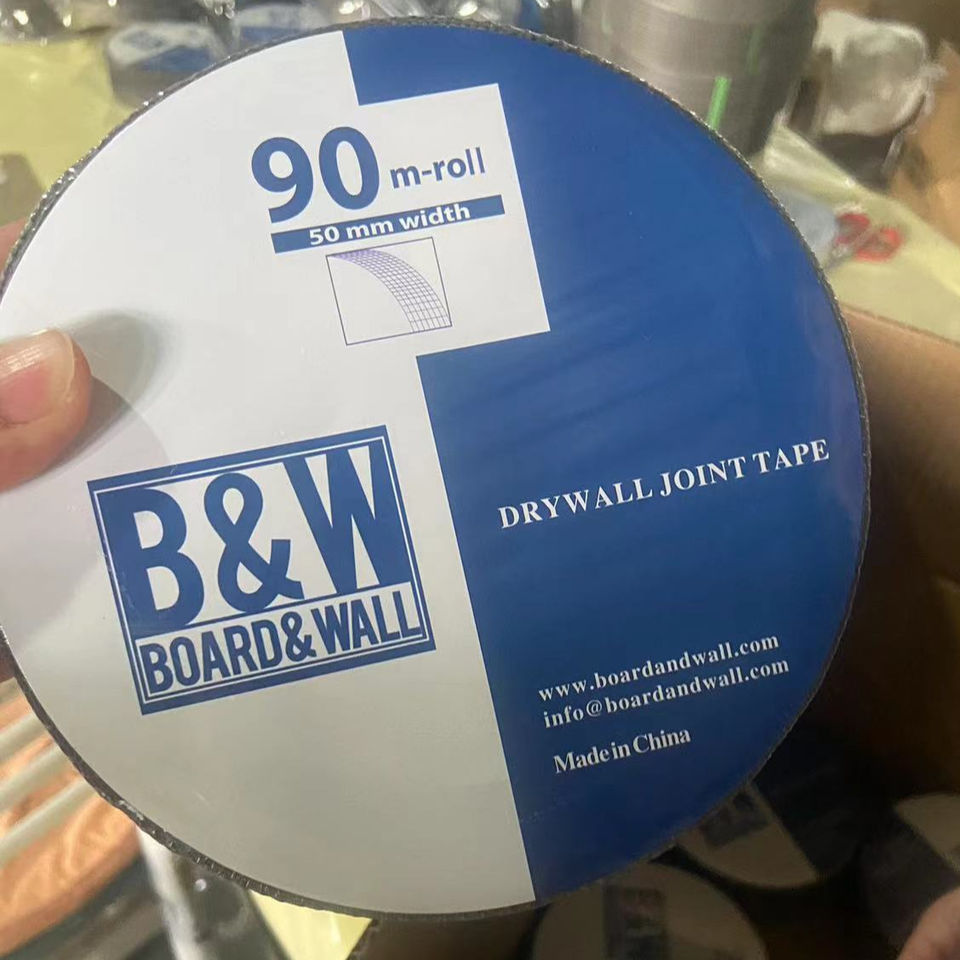 90 m-roll
50 mm width
B&W
BOARD&WALL
DRYWALL JOINT TAPE
www.boardandwall.com
info@boardandwall.com
Made in China